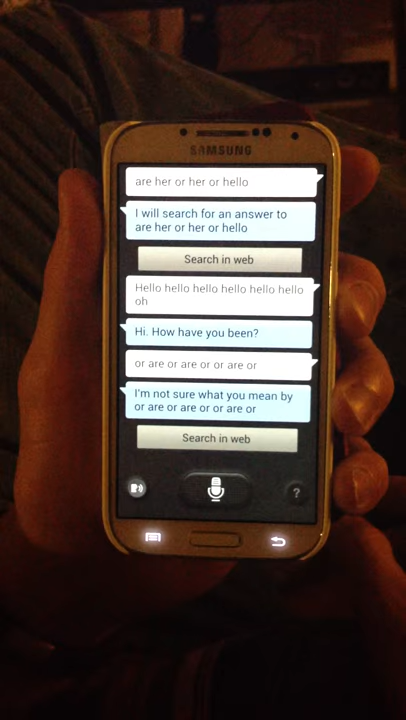 SAMSUNG
are her or her or hello
I will search for an answer to
are her or her or hello
Search in web
Hello hello hello hello hello hello
oh
Hi. How have you been?
or are or are or or are or
I'm not sure what you mean by
or are or are or or are or
Search in web
?